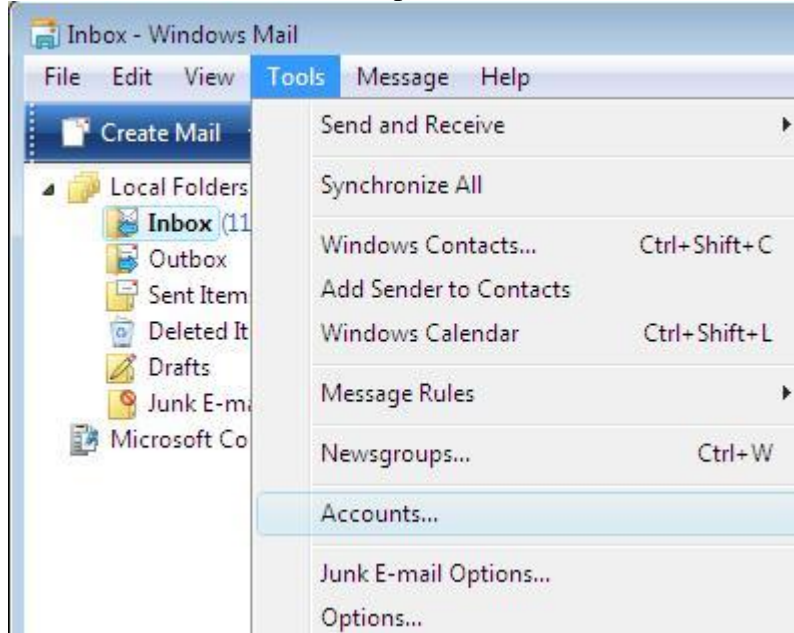 Inbox - Windows Mail
File Edit View Tools Message Help
Create Mail
Local Folders
Inbox (11
Outbox
Sent Item
Deleted It
Drafts
Junk E-ma
Microsoft Co
Send and Receive
Synchronize All
Windows Contacts... Ctrl+Shift+C
Add Sender to Contacts
Windows Calendar Ctrl+Shift+L
Message Rules
Newsgroups... Ctrl+W
Accounts...
Junk E-mail Options...
Options...